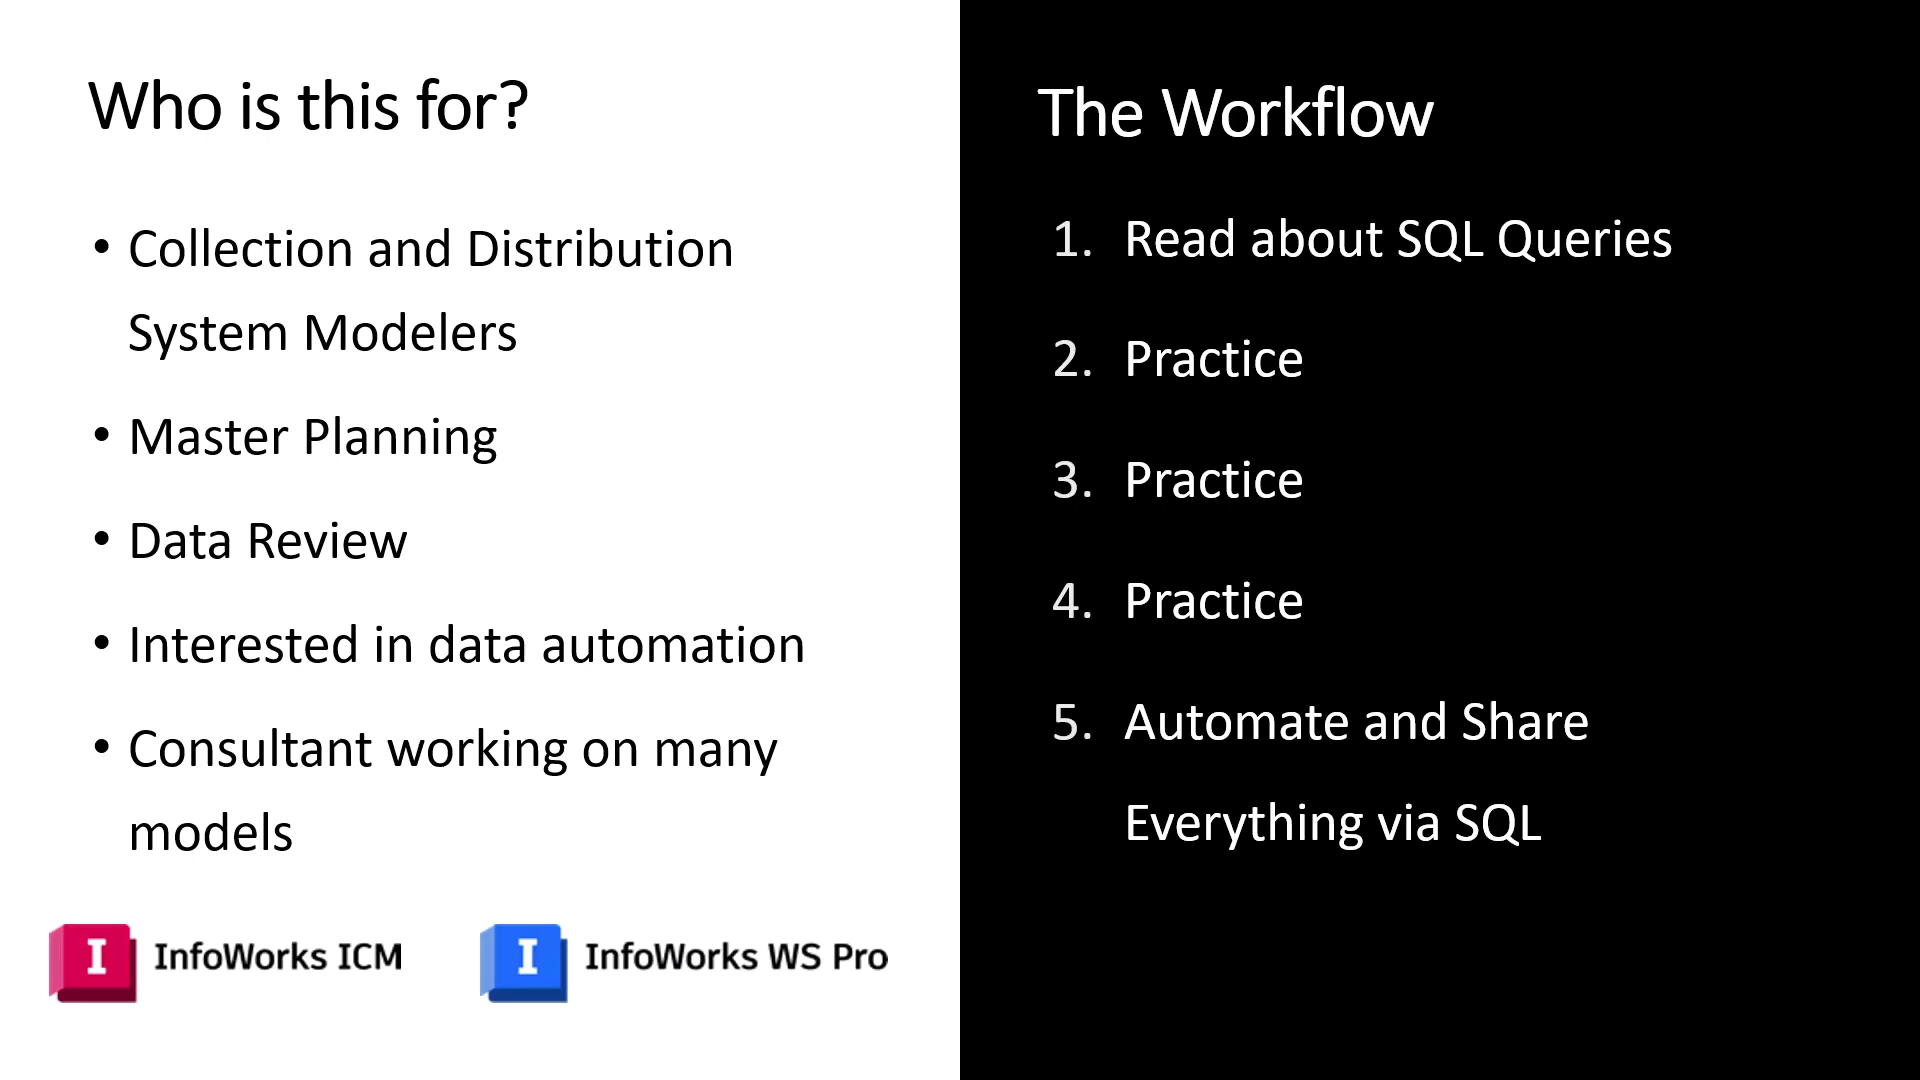 Who is this for?
• Collection and Distribution
System Modelers
• Master Planning
• Data Review
• Interested in data automation
• Consultant working on many
models
I InfoWorks ICM
I InfoWorks WS Pro
The Workflow
1. Read about SQL Queries
2. Practice
3. Practice
4. Practice
5. Automate and Share
Everything via SQL